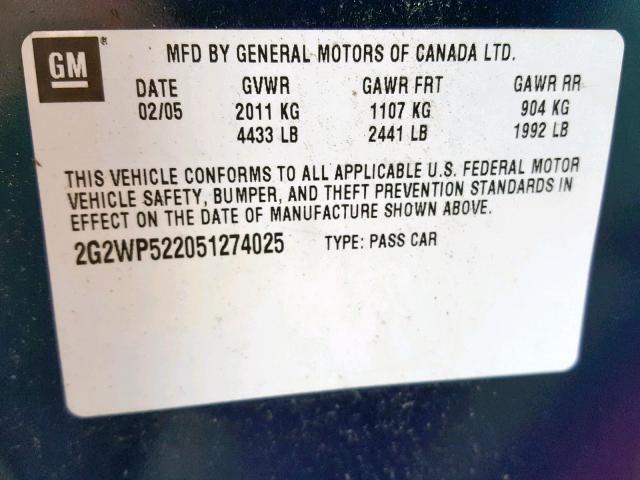 GM ®
MFD BY GENERAL MOTORS OF CANADA LTD.
DATE GVWR GAWR FRT GAWR RR
02/05 2011 KG 1107 KG 904 KG
4433 LB 2441 LB 1992 LB
THIS VEHICLE CONFORMS TO ALL APPLICABLE U.S. FEDERAL MOTOR
VEHICLE SAFETY, BUMPER, AND THEFT PREVENTION STANDARDS IN
EFFECT ON THE DATE OF MANUFACTURE SHOWN ABOVE.
2G2WP522051274025 TYPE: PASS CAR